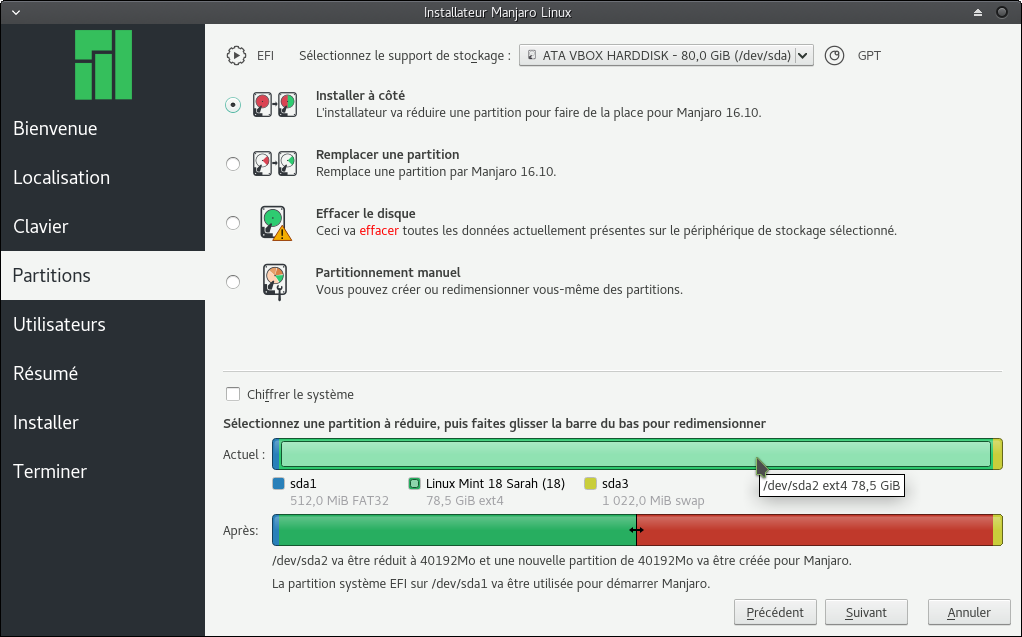 Installateur Manjaro Linux
Bienvenue
Localisation
Clavier
Partitions
Utilisateurs
Résumé
Installer
Terminer
EFI Sélectionnez le support de stockage : ATA VBOX HARDDISK - 80,0 GiB (/dev/sda) GPT
Installer à côté
L'installateur va réduire une partition pour faire de la place pour Manjaro 16.10.
Remplacer une partition
Remplace une partition par Manjaro 16.10.
Effacer le disque
Ceci va effacer toutes les données actuellement présentes sur le périphérique de stockage sélectionné.
Partitionnement manuel
Vous pouvez créer ou redimensionner vous-même des partitions.
Chiffrer le système
Sélectionnez une partition à réduire, puis faites glisser la barre du bas pour redimensionner
Actuel :
sda1 Linux Mint 18 Sarah (18) sda3
512,0 MiB FAT32 78,5 GiB ext4 1 022,0 MiB swap
/dev/sda2 ext4 78,5 GiB
Après:
/dev/sda2 va être réduit à 40192Mo et une nouvelle partition de 40192Mo va être créée pour Manjaro.
La partition système EFI sur /dev/sda1 va être utilisée pour démarrer Manjaro.
Précédent Suivant Annuler